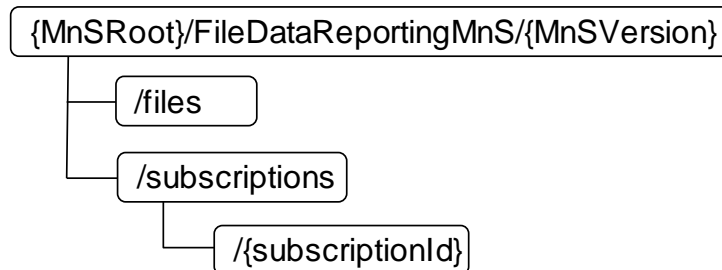 {MnSRoot}/FileDataReportingMnS/{MnSVersion}
/files
/subscriptions
/{subscriptionId}